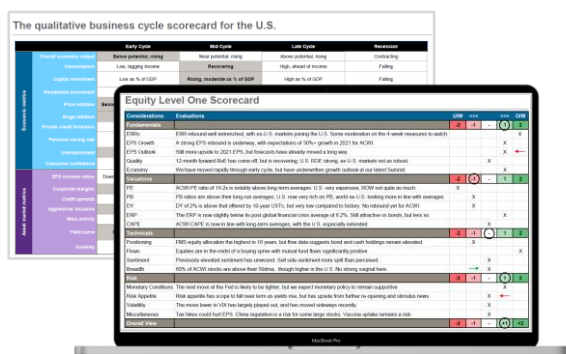 The qualitative business cycle scorecard for the U.S.
Early Cycle Mid Cycle Late Cycle Recession
Overall economic output Below potential, rising Near potential, rising Above potential, rising Contracting
Consumption Low, lagging income Recovering High, ahead of income Falling
Capital investment Low as % of GDP Rising, moderate as % of GDP High as % of GDP Falling
Residential investment
Price inflation
Wage inflation
Private credit formation
Personal saving rate
Unemployment
Consumer confidence
Economic metrics
EPS revision ratios
Corporate margins
Credit spreads
Aggressive issuance
M&A activity
Yield curve
Volatility
Asset market metrics
Equity Level One Scorecard
Considerations Evaluations U/W <<< >>> O/W
Fundamentals -2 -1 - 1 2
ERRs ERR rebound well entrenched, with ex-U.S. markets joining the U.S. Some moderation on the 4-week measures to watch X
EPS Growth A strong EPS rebound is underway, with expectations of 30%+ growth in 2021 for ACWI. X
EPS Outlook Still more upside to 2021 EPS, but forecasts have already moved a long way X
Quality 12-month forward RoE has come off, but is recovering, U.S. ROE strong, ex-U.S. markets not as robust. X
Economy We have moved rapidly through early cycle, but have underwritten growth outlook at our latest Summit X
Valuations -2 -1 - 1 2
PE ACWI PE ratio of 19.2x is notably above long-term averages. U.S. very expensive, ROW not quite as much. X
PB PB ratios are above their long-run averages, U.S. now very rich on PB, world ex-U.S. looking more in line with averages. X
DY DY of 2% is above that offered by 10-year USTs, but very low compared to history. No rebound yet for ACWI. X
ERP The ERP is now slightly below its post global financial crisis average of 6.2%. Still attractive vs bonds, but less so. X
CAPE ACWI CAPE is now in line with long-term averages, with the U.S. especially extended. X
Technicals -2 -1 - 1 2
Positioning FMS equity allocation the highest in 10 years, but flow data suggests bond and cash holdings remain elevated. X
Flows Equities are in the midst of a buying spree with mutual fund flows significantly positive X
Sentiment Previously elevated sentiment has unwound. Sell side sentiment more split than perceived. X
Breadth 60% of ACWI stocks are above their 50dma, though higher in the U.S. No strong signal here. X
Risk -2 -1 - 1 2
Monetary Conditions The next move at the Fed is likely to be tighter, but we expect monetary policy to remain supportive X
Risk Appetite Risk appetite has scope to fall near term as yields rise, but has upside from further re-opening and stimulus news. X
Volatility The move lower in VIX has largely played out, and has moved sideways recently. X
Miscellaneous Tax hikes could hurt EPS. China regulation is a risk for some large stocks. Vaccine uptake remains a risk. X
Overall View -2 -1 - +1 +2
MacBook Pro